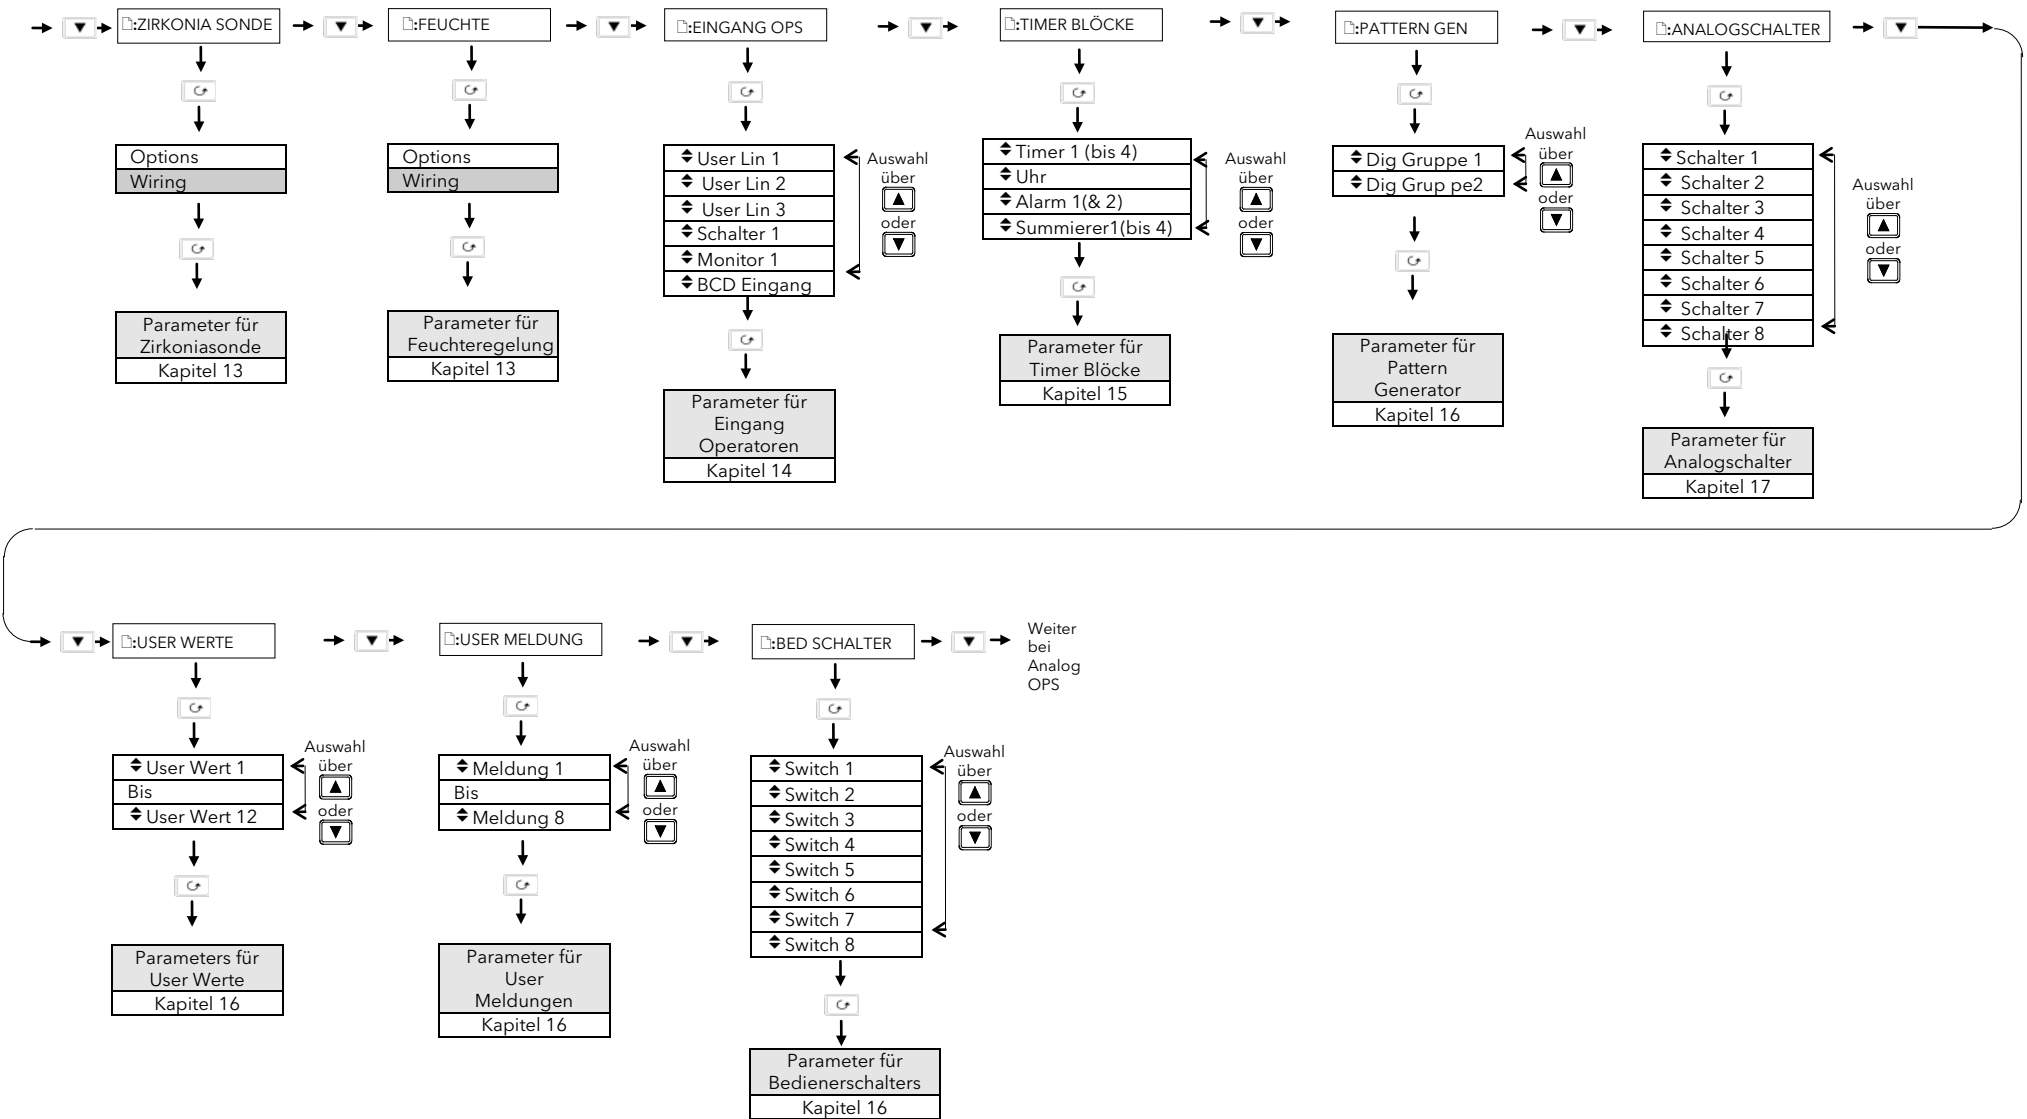 :ZIRKONIA SONDE
Options
Wiring
Parameter für
Zirkoniasonde
Kapitel 13
:FEUCHTE
Options
Wiring
Parameter für
Feuchteregelung
Kapitel 13
:EINGANG OPS
User Lin 1
User Lin 2
User Lin 3
Schalter 1
Monitor 1
BCD Eingang
Auswahl
über
oder
Parameter für
Eingang
Operatoren
Kapitel 14
:TIMER BLÖCKE
Timer 1 (bis 4)
Uhr
Alarm 1(& 2)
Summierer1(bis 4)
Auswahl
über
oder
Parameter für
Timer Blöcke
Kapitel 15
:PATTERN GEN
Dig Gruppe 1
Dig Grup pe2
Auswahl
über
oder
Parameter für
Pattern
Generator
Kapitel 16
:ANALOGSCHALTER
Schalter 1
Schalter 2
Schalter 3
Schalter 4
Schalter 5
Schalter 6
Schalter 7
Schalter 8
Auswahl
über
oder
Parameter für
Analogschalter
Kapitel 17
:USER WERTE
User Wert 1
Bis
User Wert 12
Auswahl
über
oder
Parameters für
User Werte
Kapitel 16
:USER MELDUNG
Meldung 1
Bis
Meldung 8
Auswahl
über
oder
Parameter für
User
Meldungen
Kapitel 16
:BED SCHALTER
Switch 1
Switch 2
Switch 3
Switch 4
Switch 5
Switch 6
Switch 7
Switch 8
Auswahl
über
oder
Parameter für
Bedienerschalters
Kapitel 16
Weiter
bei
Analog
OPS